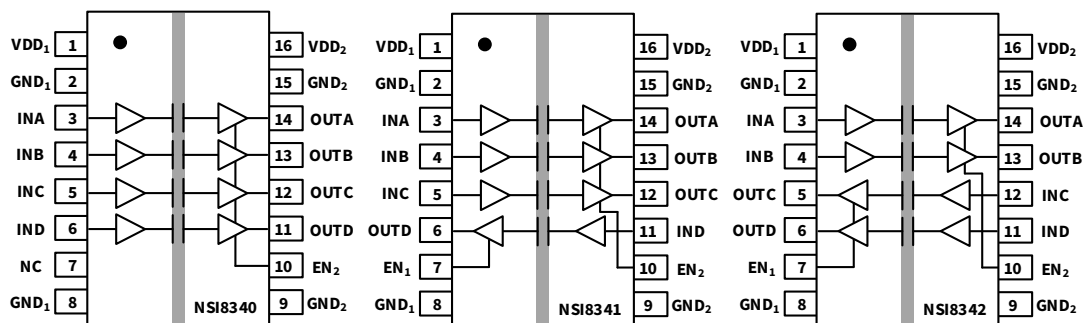 VDD₁ 1 16 VDD₂ VDD₁ 1 16 VDD₂ VDD₁ 1 16 VDD₂
GND₁ 2 15 GND₂ GND₁ 2 15 GND₂ GND₁ 2 15 GND₂
INA 3 14 OUTA INA 3 14 OUTA INA 3 14 OUTA
INB 4 13 OUTB INB 4 13 OUTB INB 4 13 OUTB
INC 5 12 OUTC INC 5 12 OUTC OUTC 5 12 INC
IND 6 11 OUTD OUTD 6 11 IND OUTD 6 11 IND
NC 7 10 EN₂ EN₁ 7 10 EN₂ EN₁ 7 10 EN₂
GND₁ 8 NSI8340 9 GND₂ GND₁ 8 NSI8341 9 GND₂ GND₁ 8 NSI8342 9 GND₂